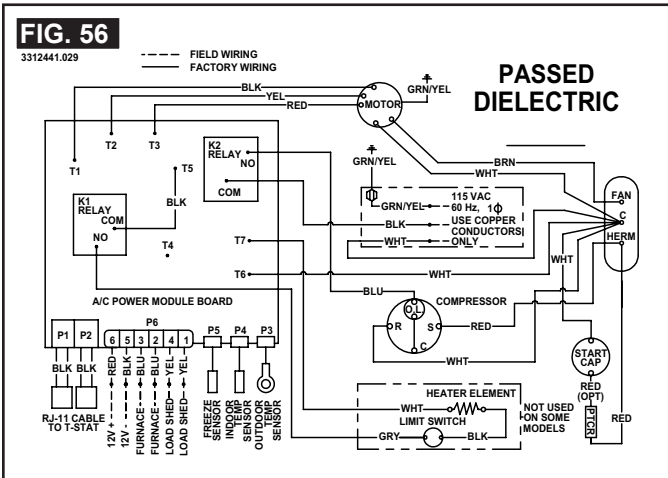 FIG. 56
3312441.029
FIELD WIRING
FACTORY WIRING
PASSED
DIELECTRIC
BLK
YEL
RED
MOTOR
GRN/YEL
T1
T2
T3
T5
K2
RELAY
NO
COM
GRN/YEL
BRN
WHT
FAN
C
HERM
K1
RELAY
COM
NO
BLK
T4
GRN/YEL
115 VAC
60 Hz, 1ϕ
BLK
USE COPPER
CONDUCTORS
WHT
ONLY
T7
T6
WHT
WHT
A/C POWER MODULE BOARD
BLU
O.L.
COMPRESSOR
R
S
C
RED
WHT
START
CAP
RED
(OPT)
PTCR
RED
P1
P2
P6
6
5
3
2
4
1
P5
P4
P3
BLK
BLK
RED
BLK
BLU
BLU
YEL
YEL
RJ-11 CABLE
TO T-STAT
12V +
12V -
FURNACE
FURNACE
LOAD SHED
LOAD SHED
FREEZE
SENSOR
INDOOR
TEMP
SENSOR
OUTDOOR
TEMP
SENSOR
HEATER ELEMENT
WHT
LIMIT SWITCH
GRY
BLK
NOT USED
ON SOME
MODELS